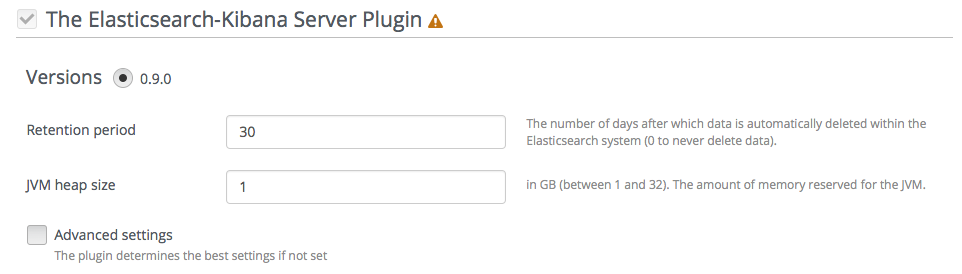 The Elasticsearch-Kibana Server Plugin
Versions 0.9.0
Retention period 30 The number of days after which data is automatically deleted within the
Elasticsearch system (0 to never delete data).
JVM heap size 1 in GB (between 1 and 32). The amount of memory reserved for the JVM.
Advanced settings
The plugin determines the best settings if not set